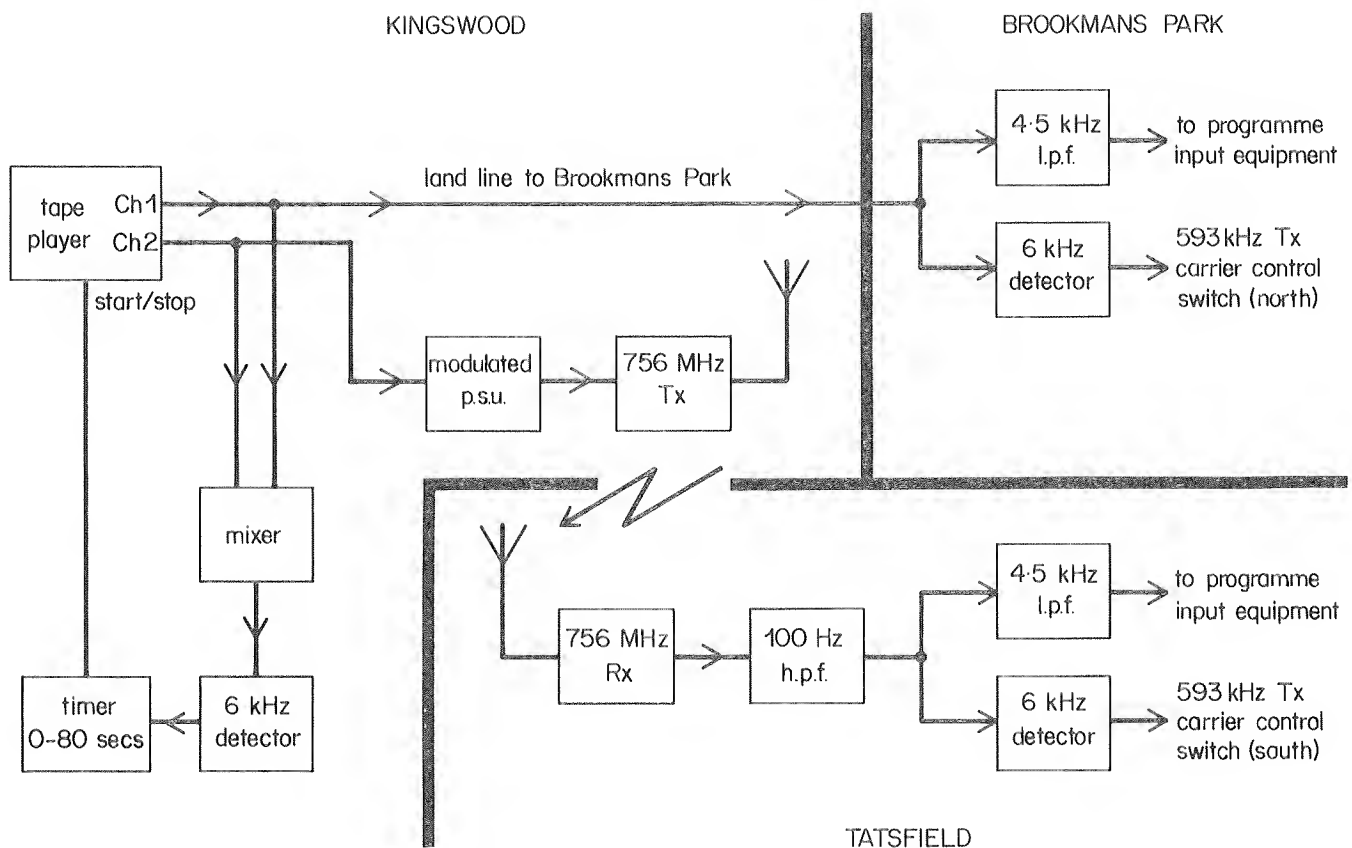 KINGSWOOD
BROOKMANS PARK
tape
player
Ch1
Ch2
start/stop
land line to Brookmans Park
4·5 kHz
l.p.f.
to programme
input equipment
6 kHz
detector
593 kHz Tx
carrier control
switch (north)
modulated
p.s.u.
756 MHz
Tx
mixer
timer
0-80 secs
6 kHz
detector
756 MHz
Rx
100 Hz
h.p.f.
4·5 kHz
l.p.f.
to programme
input equipment
6 kHz
detector
593 kHz Tx
carrier control
switch (south)
TATSFIELD